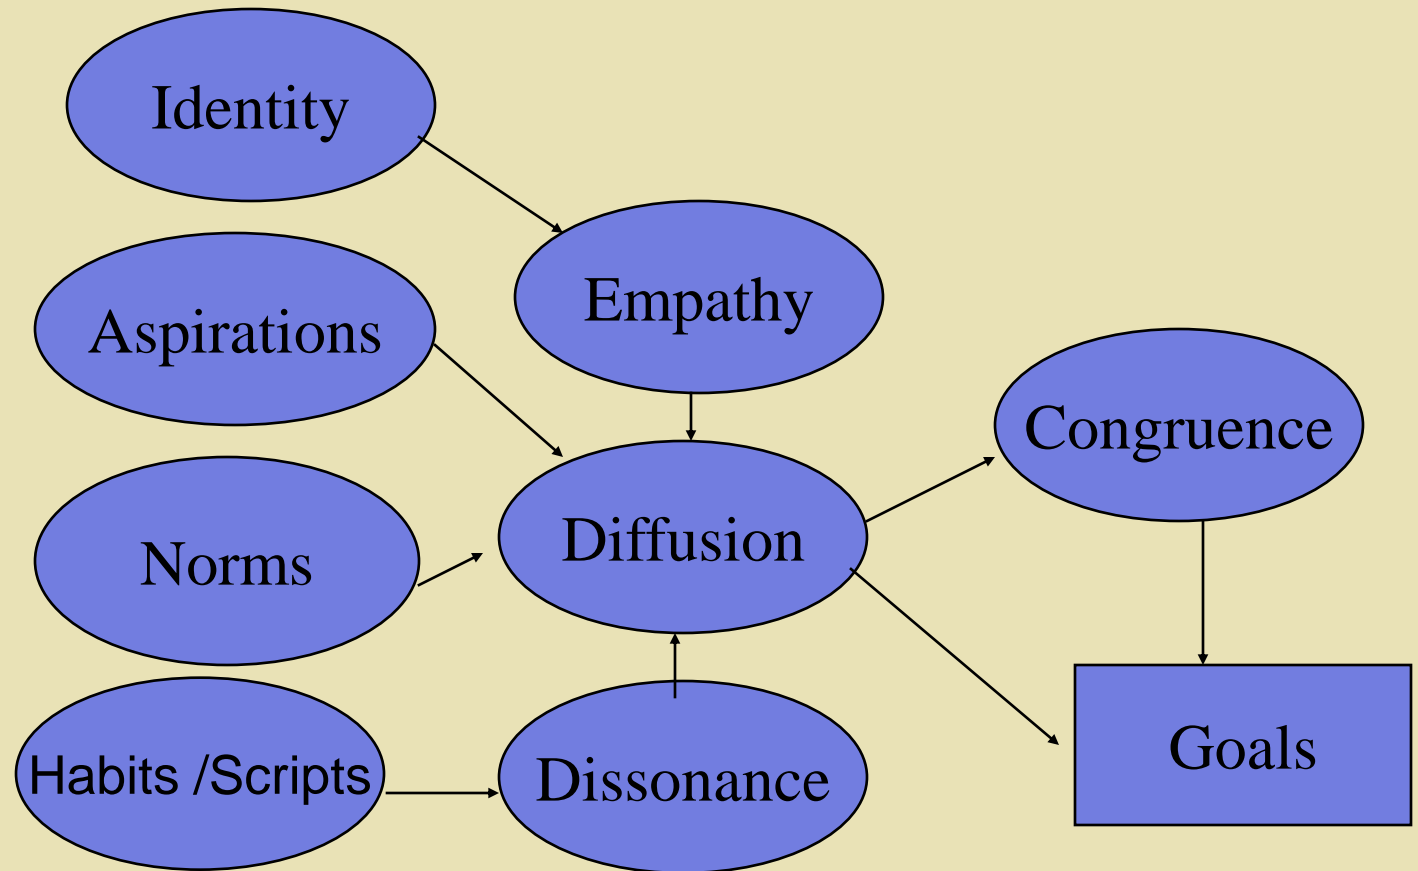 Identity
Empathy
Aspirations
Congruence
Diffusion
Norms
Goals
Habits /Scripts
Dissonance